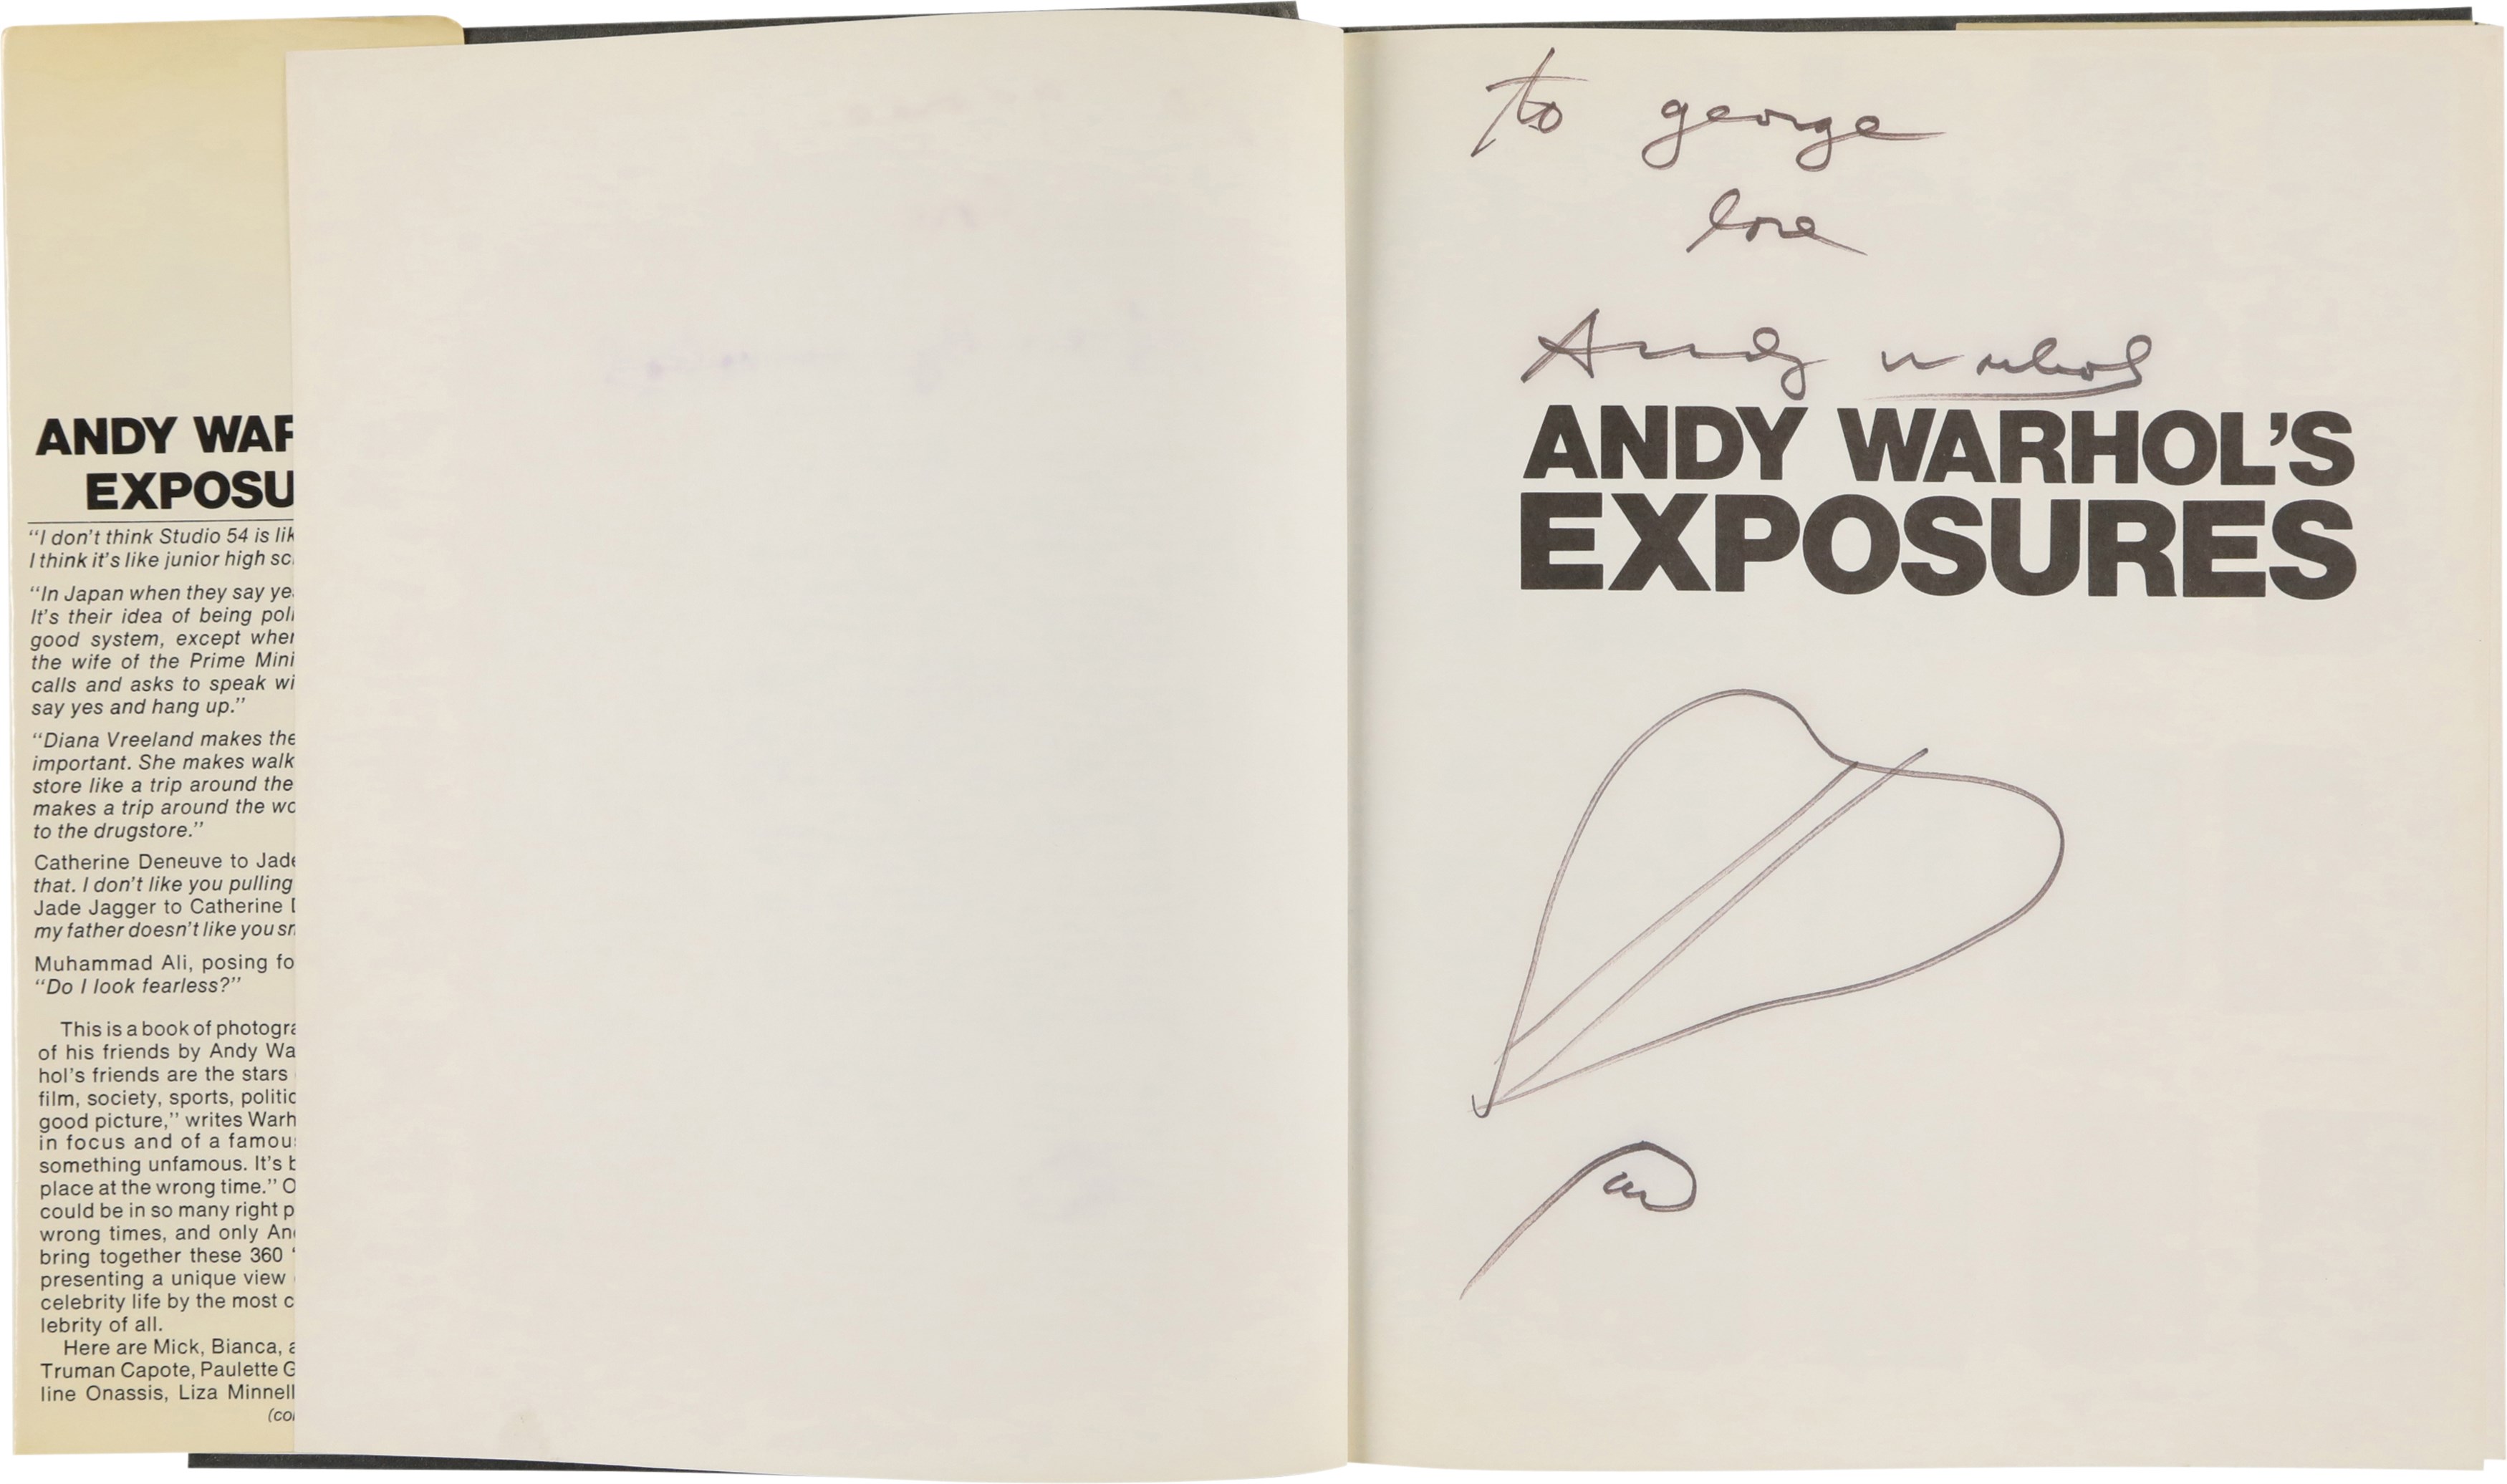 ANDY WAR
EXPOSU
"I don't think Studio 54 is lik
I think it's like junior high sc
"In Japan when they say ye
It's their idea of being poli
good system, except wher
the wife of the Prime Mini
calls and asks to speak wi
say yes and hang up."
"Diana Vreeland makes the
important. She makes walk
store like a trip around the
makes a trip around the wo
to the drugstore."
Catherine Deneuve to Jade
that. I don't like you pulling
Jade Jagger to Catherine D
my father doesn't like you sn
Muhammad Ali, posing fo
"Do I look fearless?"
This is a book of photogra
of his friends by Andy Wa
hol's friends are the stars
film, society, sports, politic
good picture," writes Warh
in focus and of a famou
something unfamous. It's b
place at the wrong time." O
could be in so many right p
wrong times, and only And
bring together these 360 "
presenting a unique view
celebrity life by the most c
lebrity of all.
Here are Mick, Bianca, a
Truman Capote, Paulette G
line Onassis, Liza Minnell
(co
to george
love
Andy Warhol
ANDY WARHOL'S
EXPOSURES